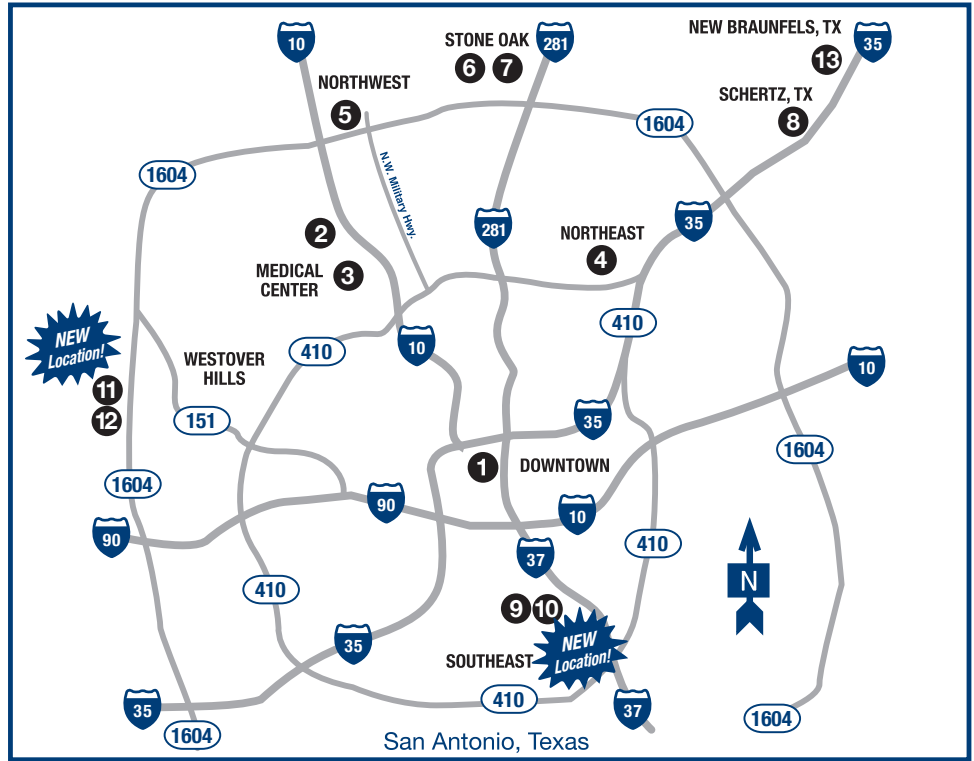 10
STONE OAK
281
6 7
NEW BRAUNFELS, TX
13
35
NORTHWEST
5
SCHERTZ, TX
8
1604
1604
N.W. Military Hwy.
2
281
35
NORTHEAST
4
MEDICAL
CENTER
3
410
NEW
Location!
11
12
WESTOVER
HILLS
410
10
10
151
35
1604
1
DOWNTOWN
1604
90
90
10
37
410
410
9 10
N
NEW
Location!
SOUTHEAST
35
35
410
37
1604
1604
San Antonio, Texas